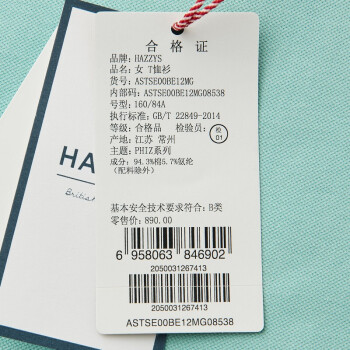 合格证
品牌: HAZZYS
品名: 女 T恤衫
货号: ASTSE00BE12MG
内部码: ASTSE00BE12MG08538
号型: 160/84A
执行标准: GB/T 22849-2014
等级: 合格品 检验员: 检01
产地: 江苏 常州
主题: PHIZ系列
成分: 94.3%棉5.7%氨纶
(配料除外)
基本安全技术要求符合: B类
零售价: 890.00
6 958063 846902
2050031267413
2050031267413
ASTSE00BE12MG08538
HA
British